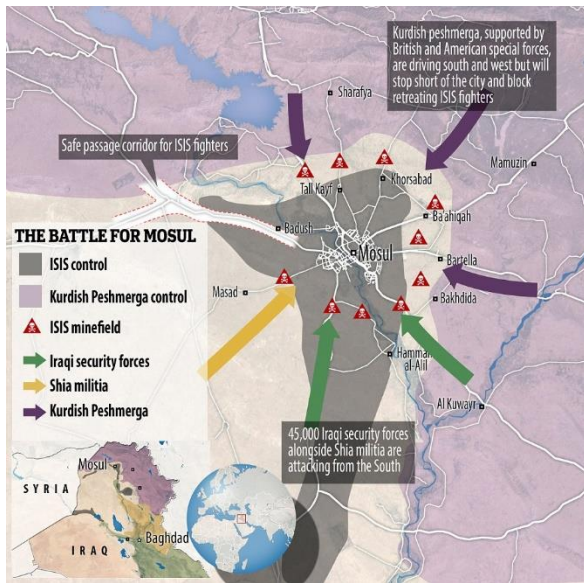 Kurdish peshmerga, supported by
British and American special forces,
are driving south and west but will
stop short of the city and block
retreating ISIS fighters
Sharafya
Safe passage corridor for ISIS fighters
Mamuzin
Tall Kayf
Khorsabad
Ba'ahiqah
Badush
THE BATTLE FOR MOSUL
Mosul
ISIS control
Bartella
Kurdish Peshmerga control
Masad
Bakhdida
ISIS minefield
Iraqi security forces
Hammam
al-Alil
Shia militia
Kurdish Peshmerga
Al Kuwayr
45,000 Iraqi security forces
alongside Shia militia are
attacking from the South
Mosul
SYRIA
Baghdad
IRAQ